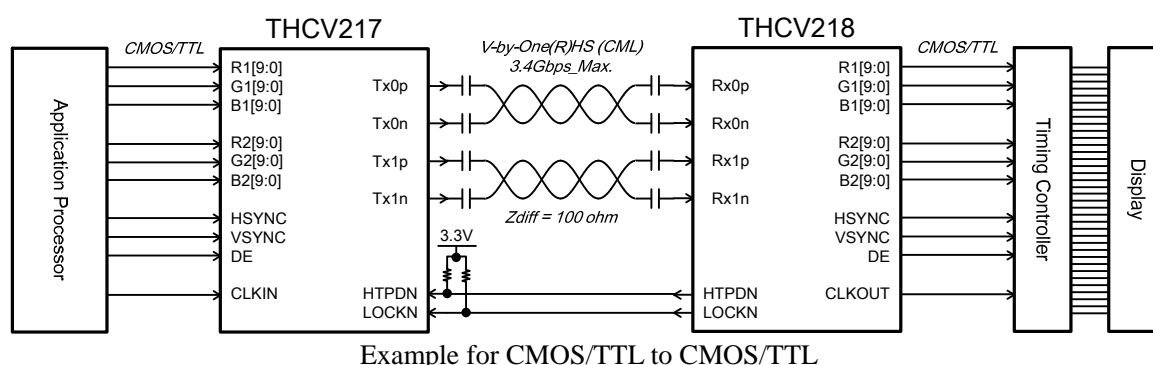 THCV217
THCV218
CMOS/TTL
V-by-One(R)HS (CML)
3.4Gbps_Max.
CMOS/TTL
Application Processor
R1[9:0]
G1[9:0]
B1[9:0]
R2[9:0]
G2[9:0]
B2[9:0]
HSYNC
VSYNC
DE
CLKIN
Tx0p
Tx0n
Tx1p
Tx1n
HTPDN
LOCKN
Zdiff = 100 ohm
3.3V
Rx0p
Rx0n
Rx1p
Rx1n
HTPDN
LOCKN
R1[9:0]
G1[9:0]
B1[9:0]
R2[9:0]
G2[9:0]
B2[9:0]
HSYNC
VSYNC
DE
CLKOUT
Timing Controller
Display
Example for CMOS/TTL to CMOS/TTL